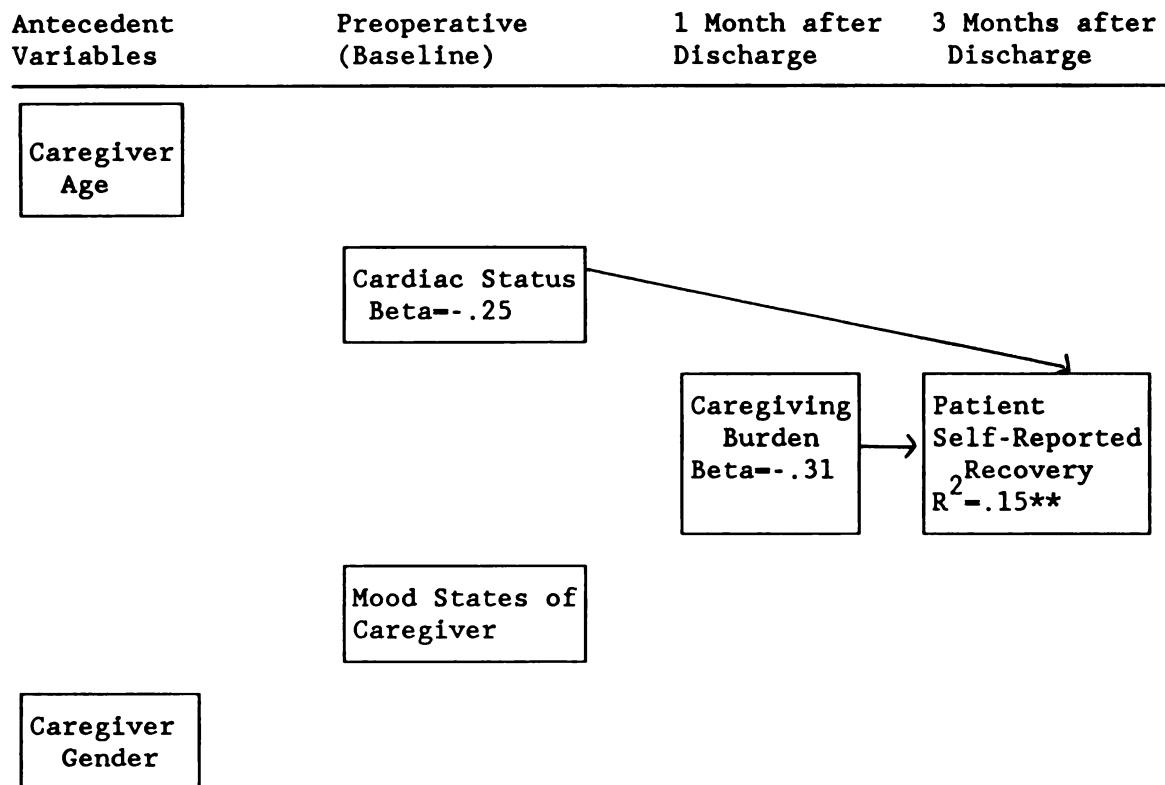 Antecedent Variables
Preoperative (Baseline)
1 Month after Discharge
3 Months after Discharge
Caregiver
Age
Cardiac Status
Beta=-.25
Caregiving
Burden
Beta=-.31
Patient
Self-Reported
Recovery
R²=.15**
Mood States of
Caregiver
Caregiver
Gender